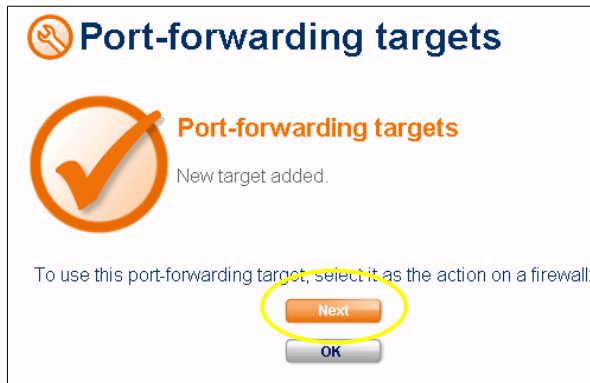 Port-forwarding targets
Port-forwarding targets
New target added.
To use this port-forwarding target, select it as the action on a firewall
Next
OK